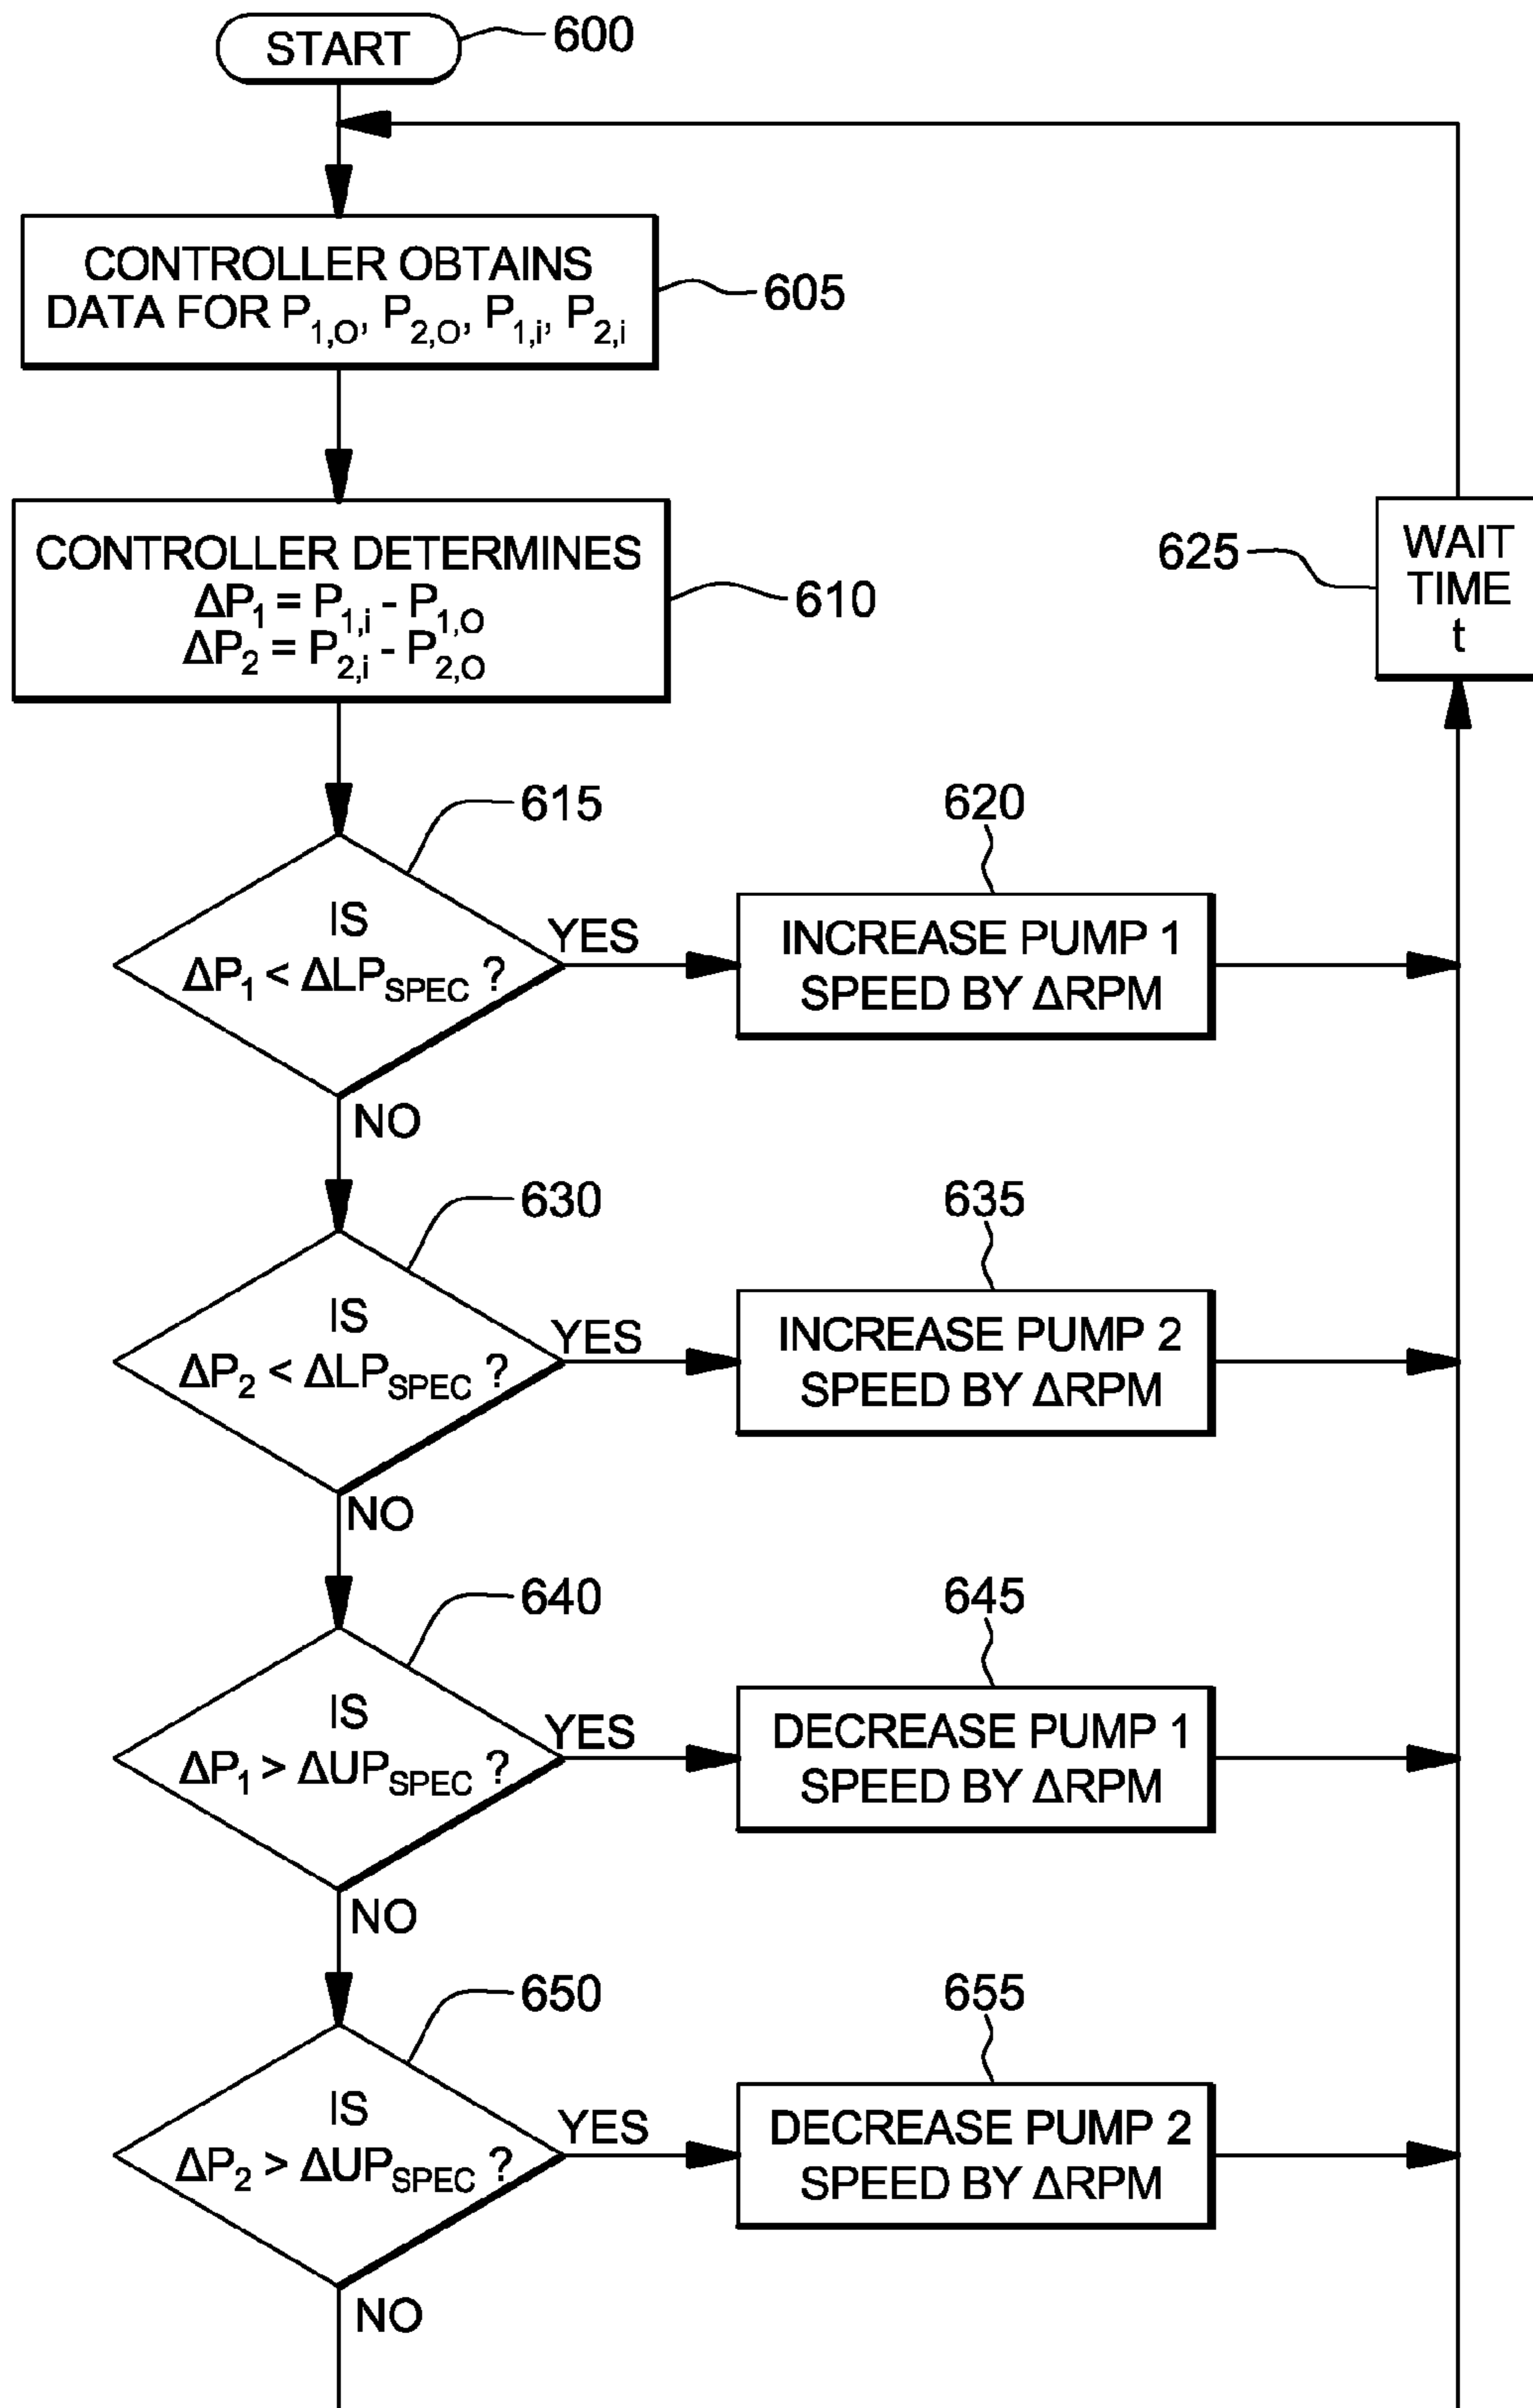 START
600
CONTROLLER OBTAINS
DATA FOR P1,O, P2,O, P1,i, P2,i
605
CONTROLLER DETERMINES
ΔP1 = P1,i - P1,O
ΔP2 = P2,i - P2,O
610
625
WAIT
TIME
t
615
IS
ΔP1 < ΔLPSPEC ?
YES
620
INCREASE PUMP 1
SPEED BY ΔRPM
NO
630
IS
ΔP2 < ΔLPSPEC ?
YES
635
INCREASE PUMP 2
SPEED BY ΔRPM
NO
640
IS
ΔP1 > ΔUPSPEC ?
YES
645
DECREASE PUMP 1
SPEED BY ΔRPM
NO
650
IS
ΔP2 > ΔUPSPEC ?
YES
655
DECREASE PUMP 2
SPEED BY ΔRPM
NO